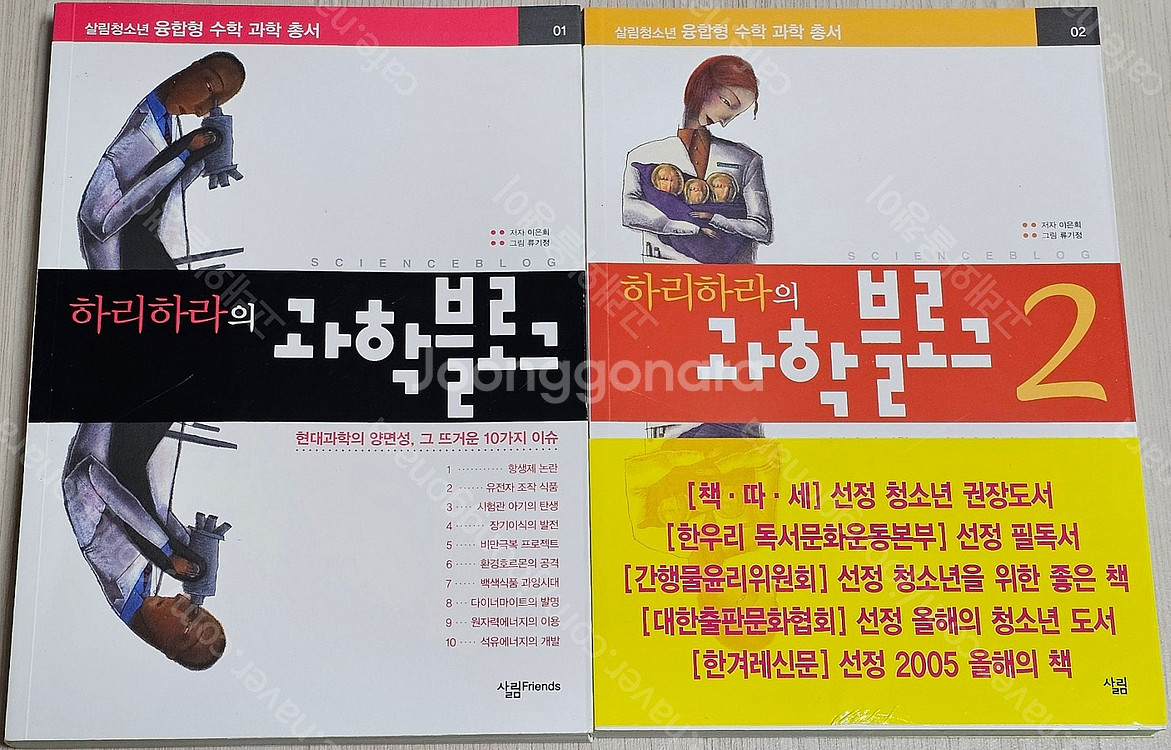 살림청소년 융합형 수학 과학 총서 01
저자 이은희
그림 류기정
SCIENCEBLOG
하리하라의 과학블로그
현대과학의 양면성, 그 뜨거운 10가지 이슈
1 ··········· 항생제 논란
2 ······ 유전자 조작 식품
3 ···· 시험관 아기의 탄생
4 ······· 장기이식의 발전
5 ····· 비만극복 프로젝트
6 ····· 환경호르몬의 공격
7 ····· 백색식품 과잉시대
8 ··· 다이너마이트의 발명
9 ··· 원자력에너지의 이용
10 ···· 석유에너지의 개발
살림Friends
살림청소년 융합형 수학 과학 총서 02
저자 이은희
그림 류기정
SCIENCEBLOG
하리하라의 과학블로그 2
[책·따·세] 선정 청소년 권장도서
[한우리 독서문화운동본부] 선정 필독서
[간행물윤리위원회] 선정 청소년을 위한 좋은 책
[대한출판문화협회] 선정 올해의 청소년 도서
[한겨레신문] 선정 2005 올해의 책
살림
Joonggonara